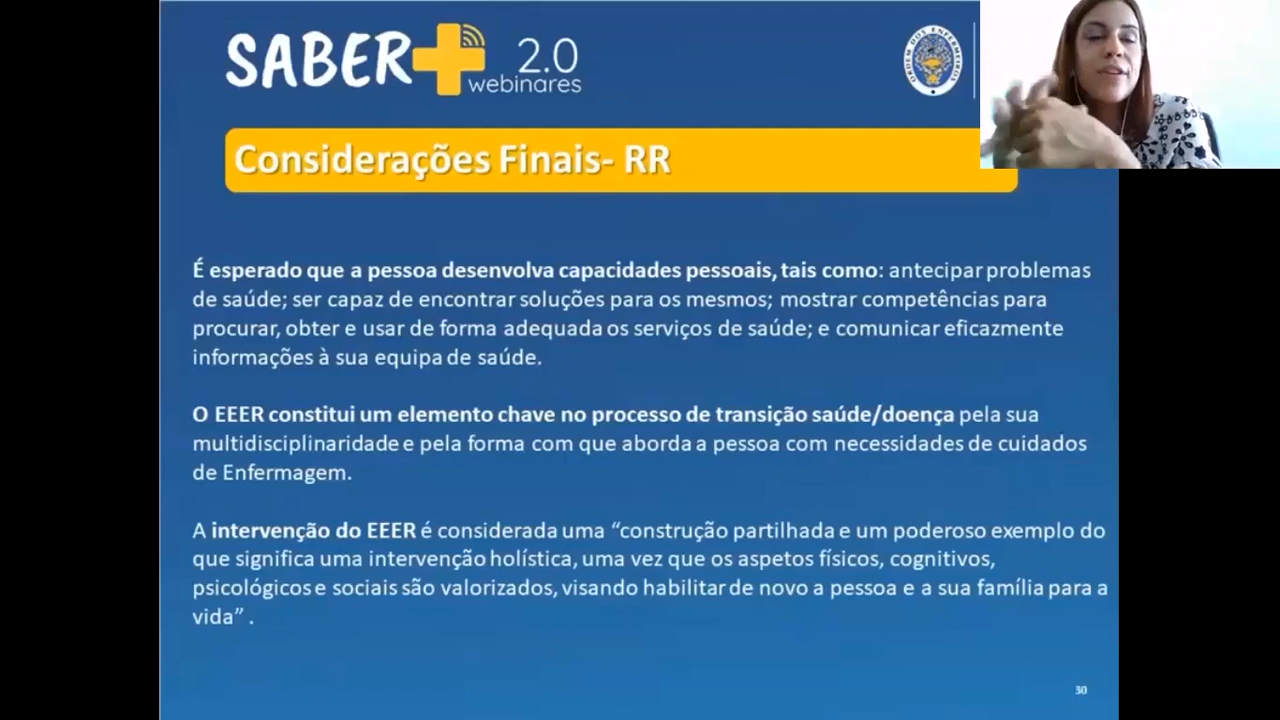 SABER+ 2.0
webinares
ORDEM DOS ENFERMEIROS
Considerações Finais- RR
É esperado que a pessoa desenvolva capacidades pessoais, tais como: antecipar problemas
de saúde; ser capaz de encontrar soluções para os mesmos; mostrar competências para
procurar, obter e usar de forma adequada os serviços de saúde; e comunicar eficazmente
informações à sua equipa de saúde.
O EEER constitui um elemento chave no processo de transição saúde/doença pela sua
multidisciplinaridade e pela forma com que aborda a pessoa com necessidades de cuidados
de Enfermagem.
A intervenção do EEER é considerada uma “construção partilhada e um poderoso exemplo do
que significa uma intervenção holística, uma vez que os aspetos físicos, cognitivos,
psicológicos e sociais são valorizados, visando habilitar de novo a pessoa e a sua família para a
vida” .
30